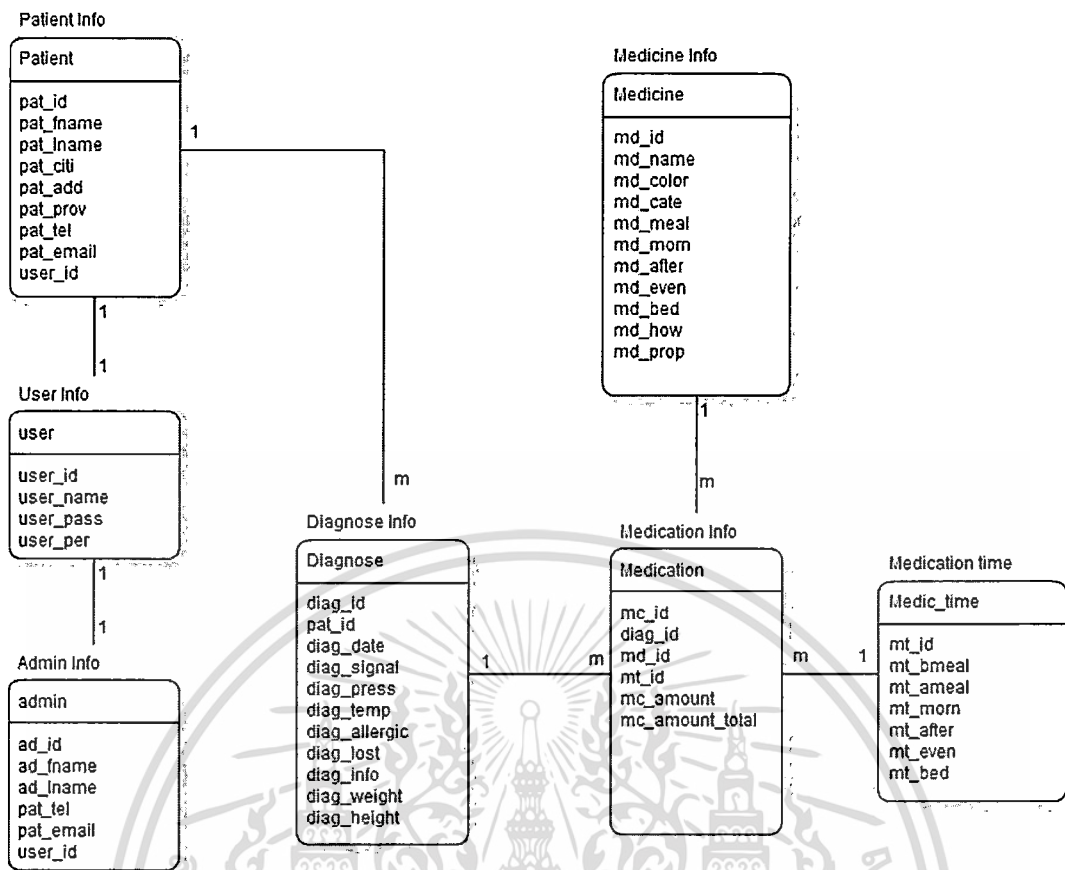 Patient Info
Patient
pat_id
pat_fname
pat_lname
pat_citi
pat_add
pat_prov
pat_tel
pat_email
user_id
1
1
1
User Info
user
user_id
user_name
user_pass
user_per
1
1
Admin Info
admin
ad_id
ad_fname
ad_lname
pat_tel
pat_email
user_id
m
Diagnose Info
Diagnose
diag_id
pat_id
diag_date
diag_signal
diag_press
diag_temp
diag_allergic
diag_lost
diag_info
diag_weight
diag_height
1
m
Medicine Info
Medicine
md_id
md_name
md_color
md_cate
md_meal
md_morn
md_after
md_even
md_bed
md_how
md_prop
1
m
Medication Info
Medication
mc_id
diag_id
md_id
mt_id
mc_amount
mc_amount_total
m
1
Medication time
Medic_time
mt_id
mt_bmeal
mt_ameal
mt_morn
mt_after
mt_even
mt_bed